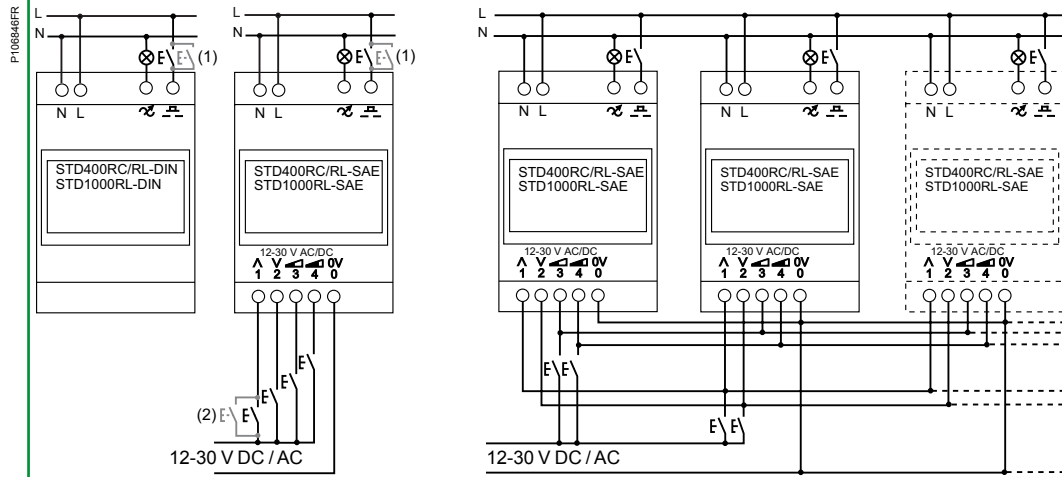 P106846FR
L
N
(1)
N L
STD400RC/RL-DIN
STD1000RL-DIN
L
N
(1)
N L
STD400RC/RL-SAE
STD1000RL-SAE
12-30 V AC/DC
0V
1 2 3 4 0
(2)
12-30 V DC / AC
L
N
N L
STD400RC/RL-SAE
STD1000RL-SAE
12-30 V AC/DC
0V
1 2 3 4 0
N L
STD400RC/RL-SAE
STD1000RL-SAE
12-30 V AC/DC
0V
1 2 3 4 0
N L
STD400RC/RL-SAE
STD1000RL-SAE
12-30 V AC/DC
0V
1 2 3 4 0
12-30 V DC / AC